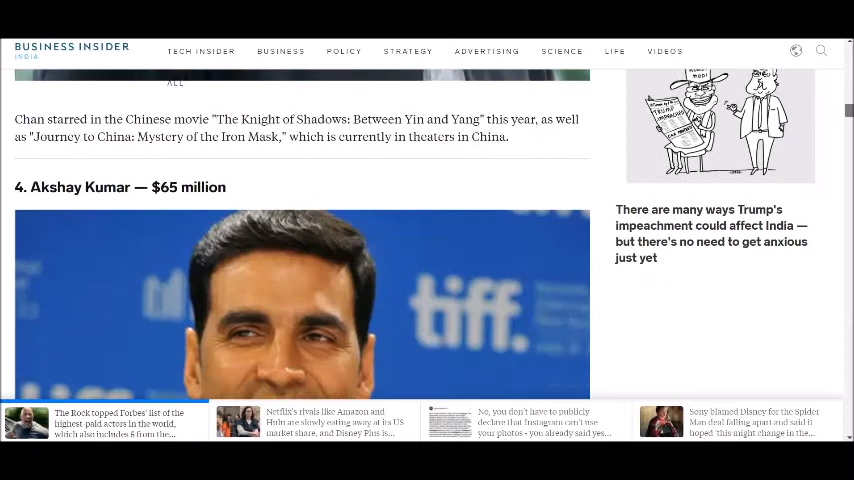 BUSINESS INSIDER
INDIA
TECH INSIDER BUSINESS POLICY STRATEGY ADVERTISING SCIENCE LIFE VIDEOS
ALL
Chan starred in the Chinese movie "The Knight of Shadows: Between Yin and Yang" this year, as well
as "Journey to China: Mystery of the Iron Mask," which is currently in theaters in China.
4. Akshay Kumar — $65 million
tiff.
TRUMP
There are many ways Trump's
impeachment could affect India —
but there's no need to get anxious
just yet
The Rock topped Forbes' list of the
highest-paid actors in the world,
which also includes 6 from the...
Netflix's rivals like Amazon and
Hulu are slowly eating away at its US
market share, and Disney Plus is...
No, you don't have to publicly
declare that Instagram can't use
your photos - you already said yes...
Sony blamed Disney for the Spider
Man deal falling apart and said it
hoped 'this might change in the...